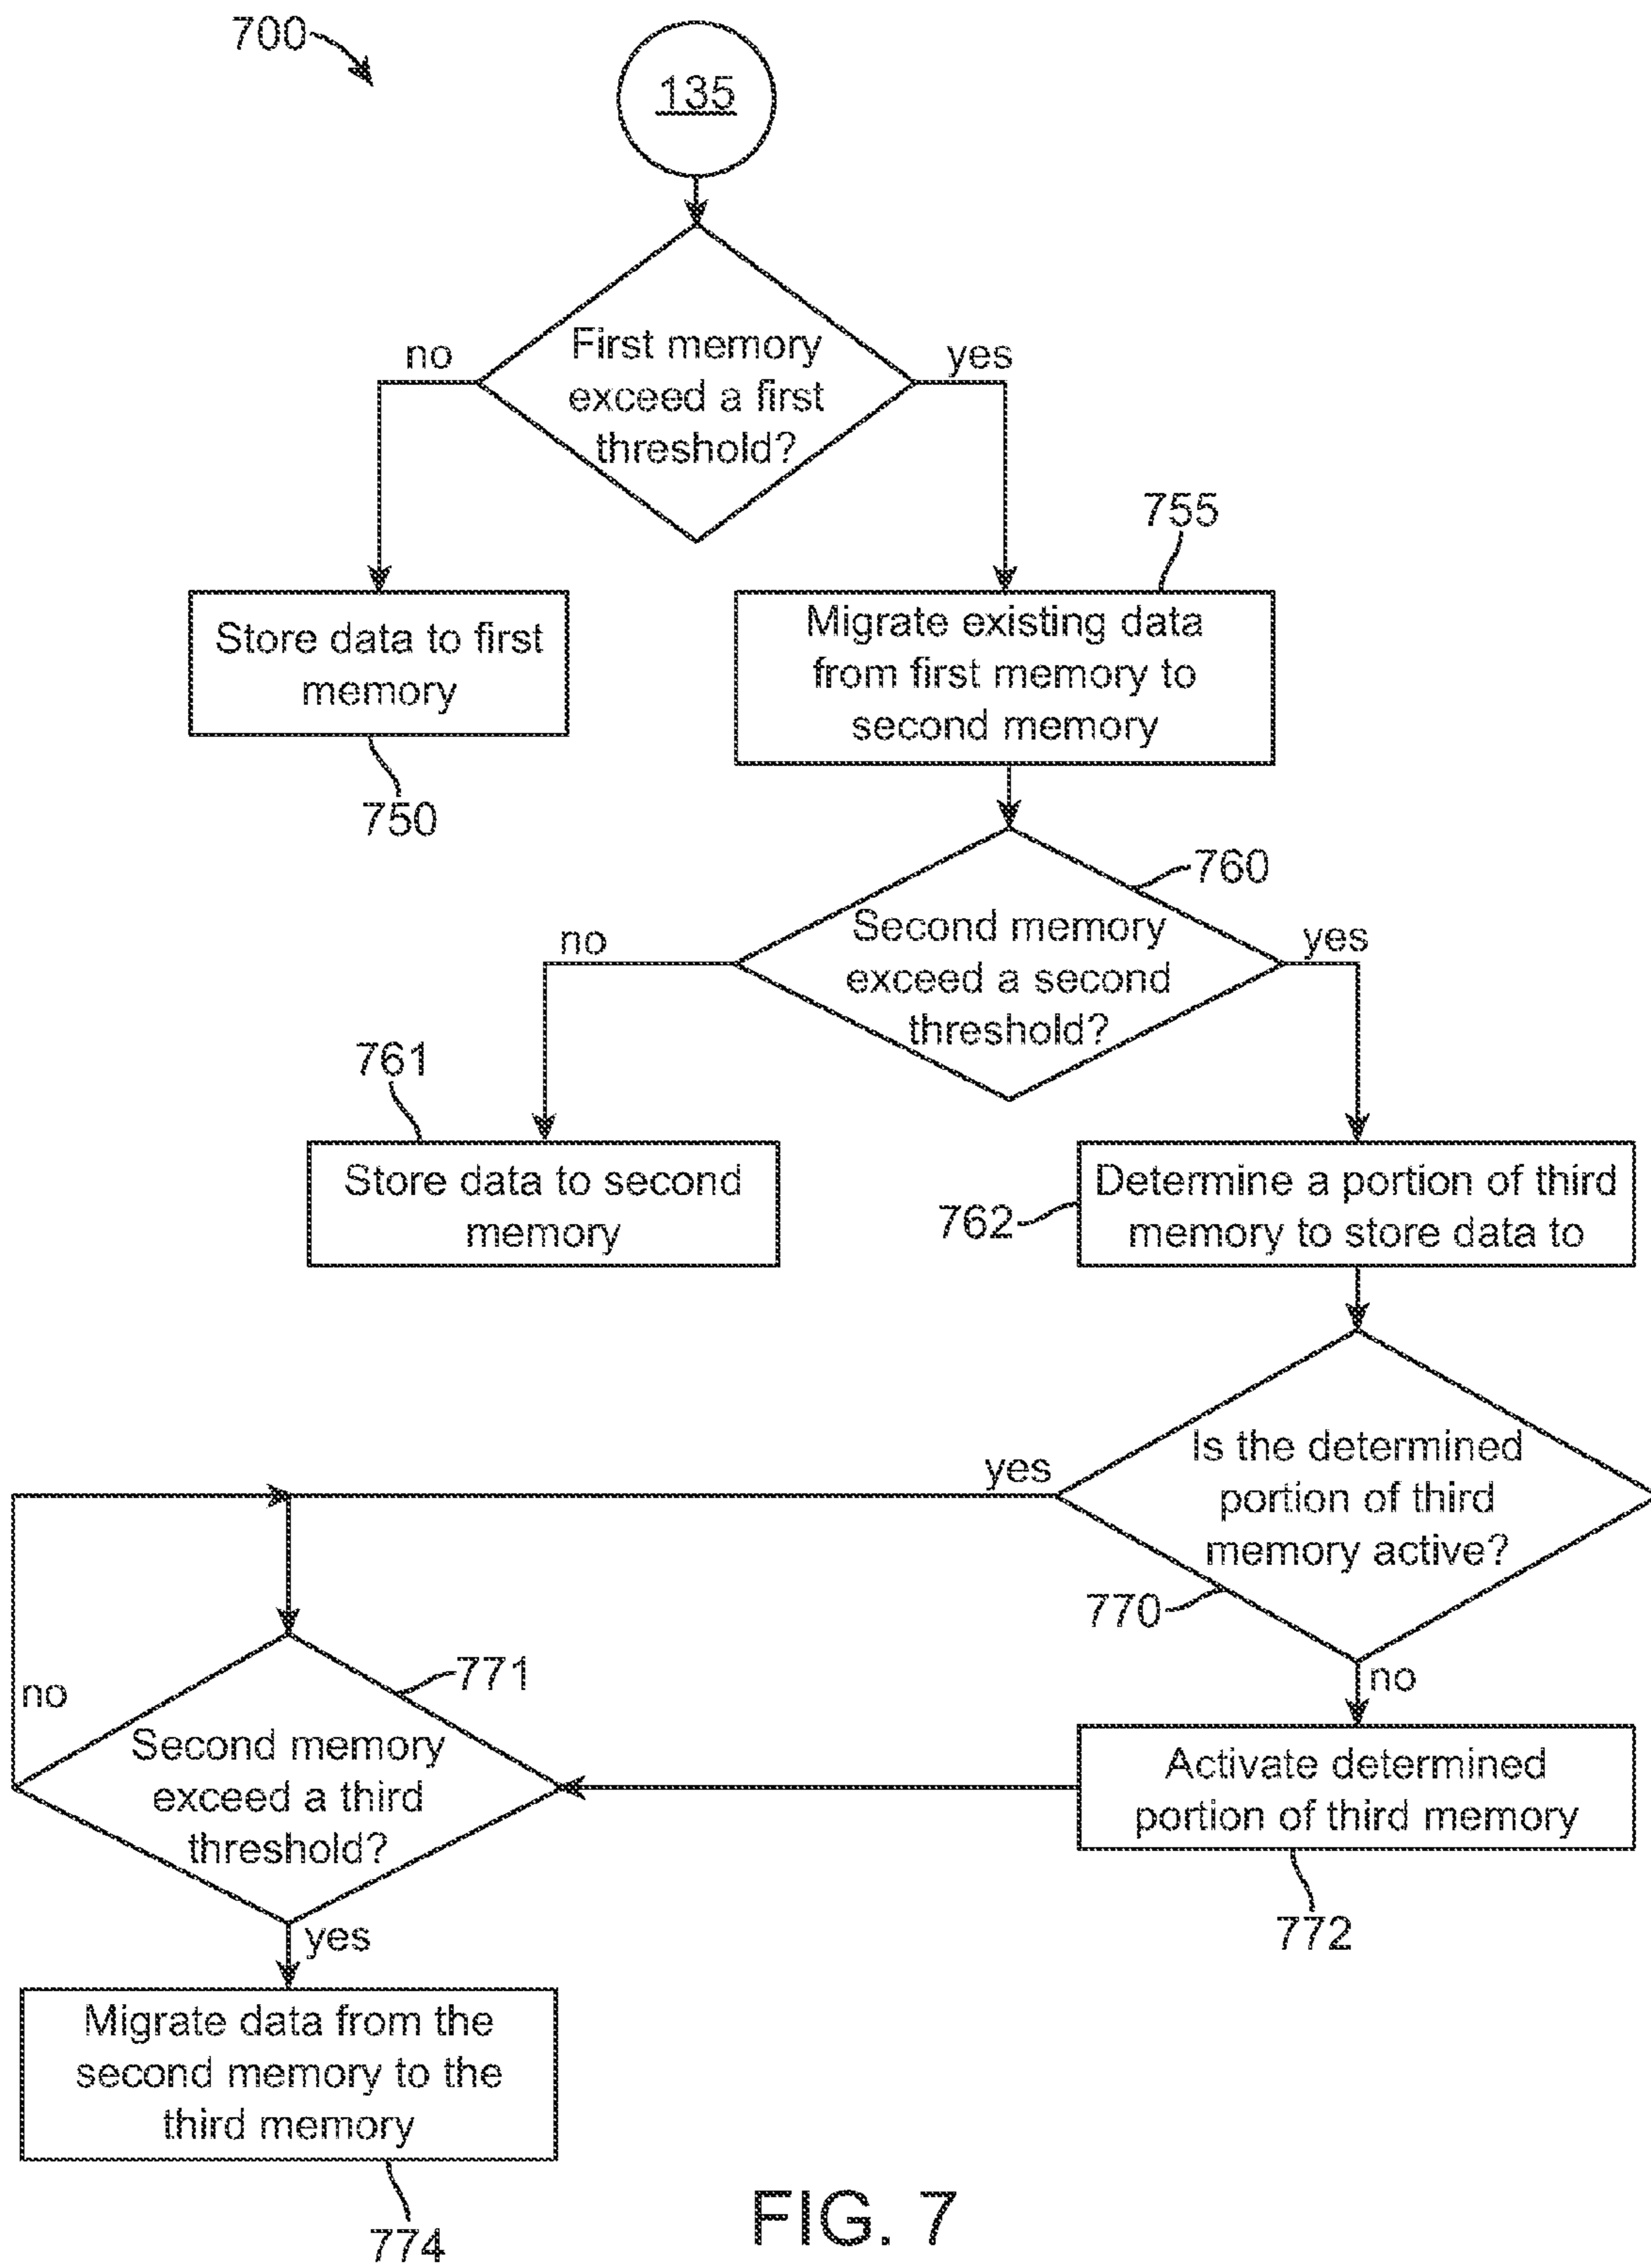 700
135
First memory
exceed a first
threshold?
no
yes
755
Store data to first
memory
750
Migrate existing data
from first memory to
second memory
760
Second memory
exceed a second
threshold?
no
yes
761
Store data to second
memory
762
Determine a portion of third
memory to store data to
Is the determined
portion of third
memory active?
yes
770
no
771
Second memory
exceed a third
threshold?
no
Activate determined
portion of third memory
772
yes
Migrate data from the
second memory to the
third memory
774
FIG. 7